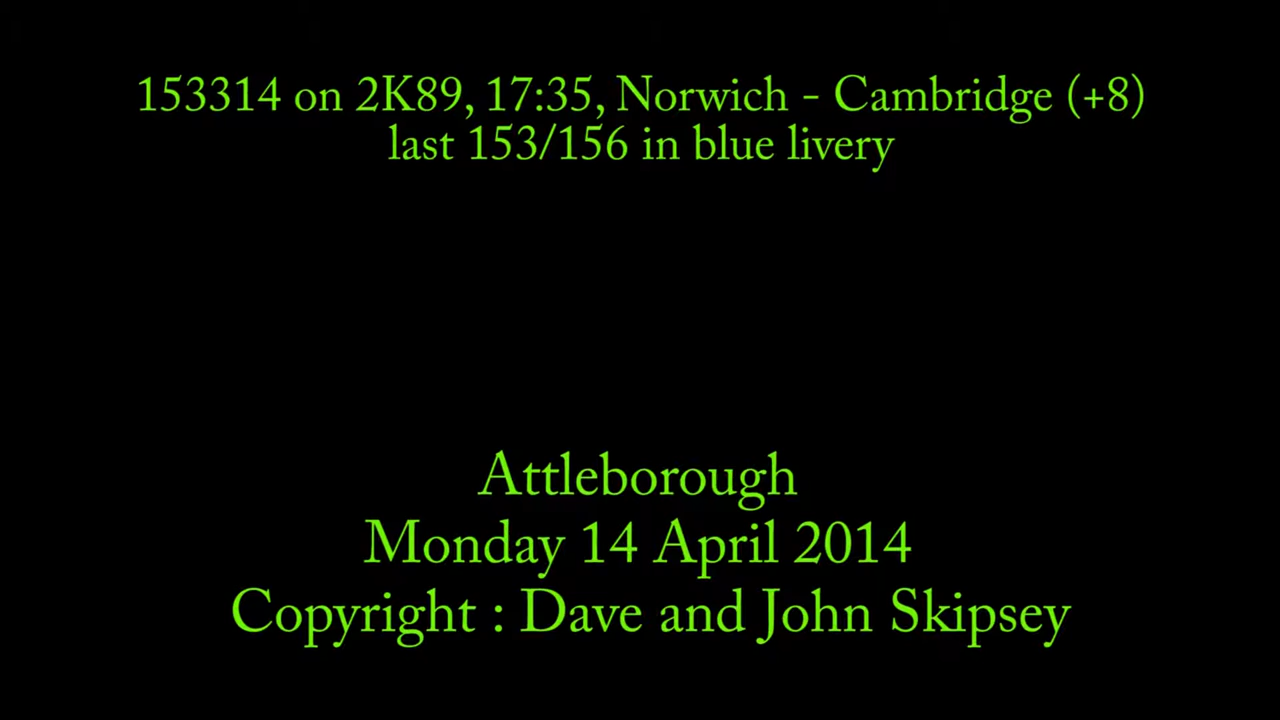 153314 on 2K89, 17:35, Norwich - Cambridge (+8)
last 153/156 in blue livery
Attleborough
Monday 14 April 2014
Copyright : Dave and John Skipsey